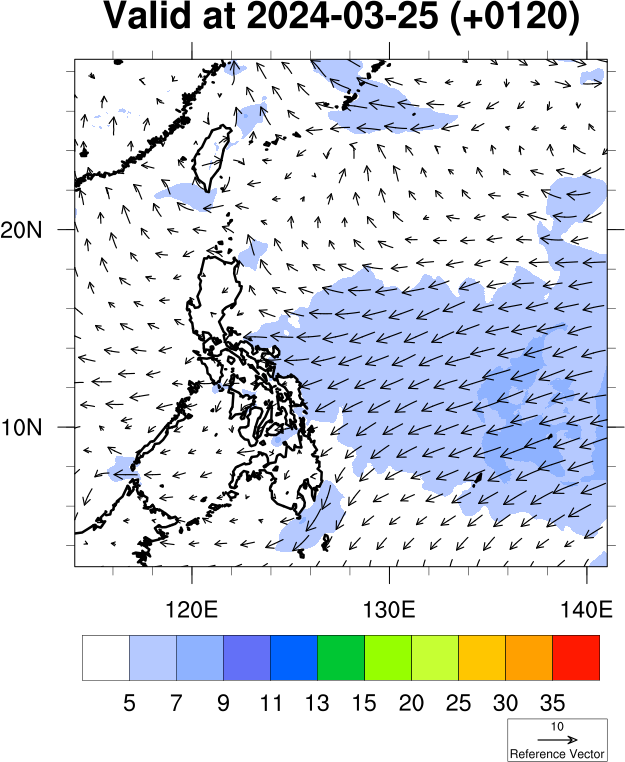 Valid at 2024-03-25 (+0120)
20N
10N
120E 130E 140E
5 7 9 11 13 15 20 25 30 35
10
Reference Vector